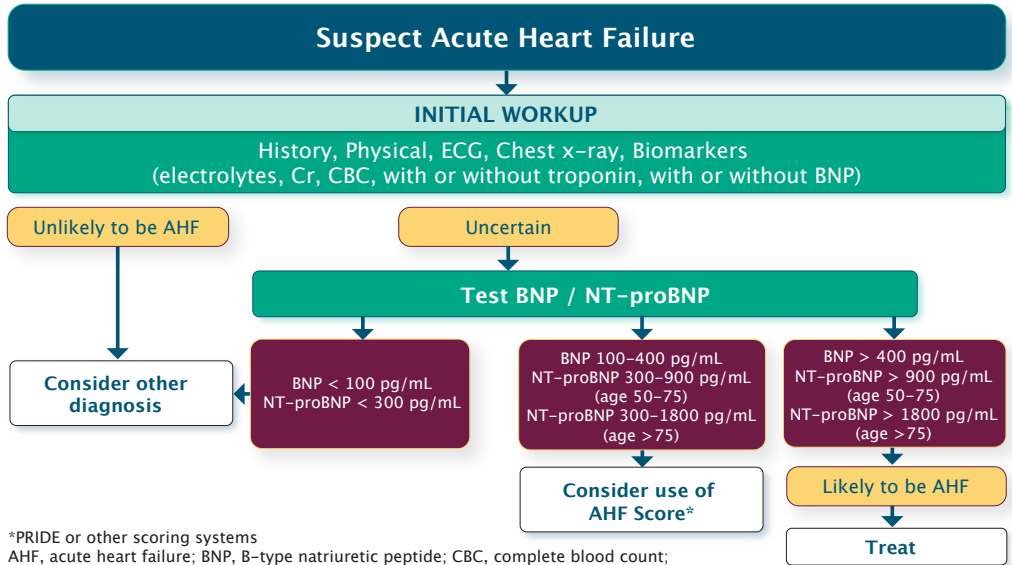 Suspect Acute Heart Failure
INITIAL WORKUP
History, Physical, ECG, Chest x-ray, Biomarkers
(electrolytes, Cr, CBC, with or without troponin, with or without BNP)
Unlikely to be AHF
Uncertain
Test BNP / NT-proBNP
Consider other
diagnosis
BNP < 100 pg/mL
NT-proBNP < 300 pg/mL
BNP 100-400 pg/mL
NT-proBNP 300-900 pg/mL
(age 50-75)
NT-proBNP 300-1800 pg/mL
(age >75)
BNP > 400 pg/mL
NT-proBNP > 900 pg/mL
(age 50-75)
NT-proBNP > 1800 pg/mL
(age >75)
Consider use of
AHF Score*
Likely to be AHF
Treat
*PRIDE or other scoring systems
AHF, acute heart failure; BNP, B-type natriuretic peptide; CBC, complete blood count;